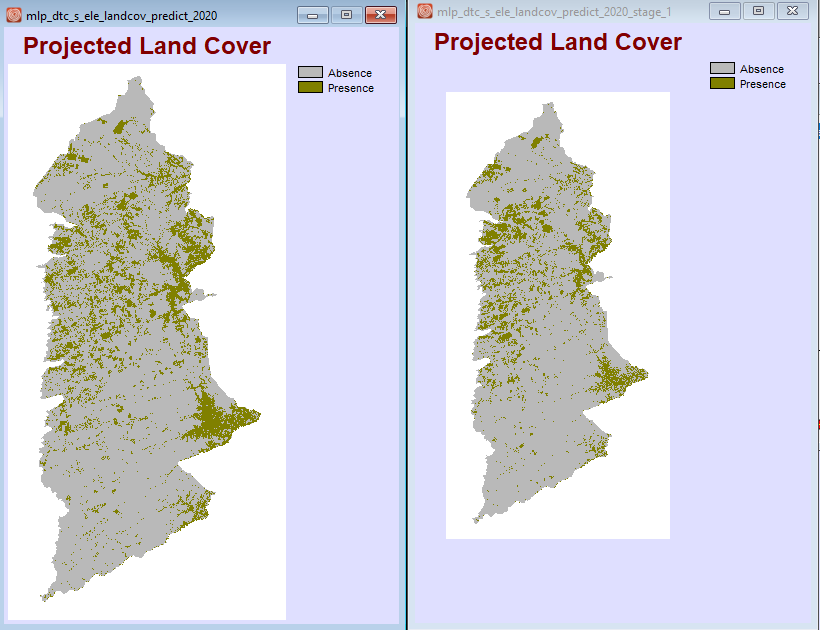 mlp_dtc_s_ele_landcov_predict_2020
Projected Land Cover
Absence
Presence
mlp_dtc_s_ele_landcov_predict_2020_stage_1
Projected Land Cover
Absence
Presence